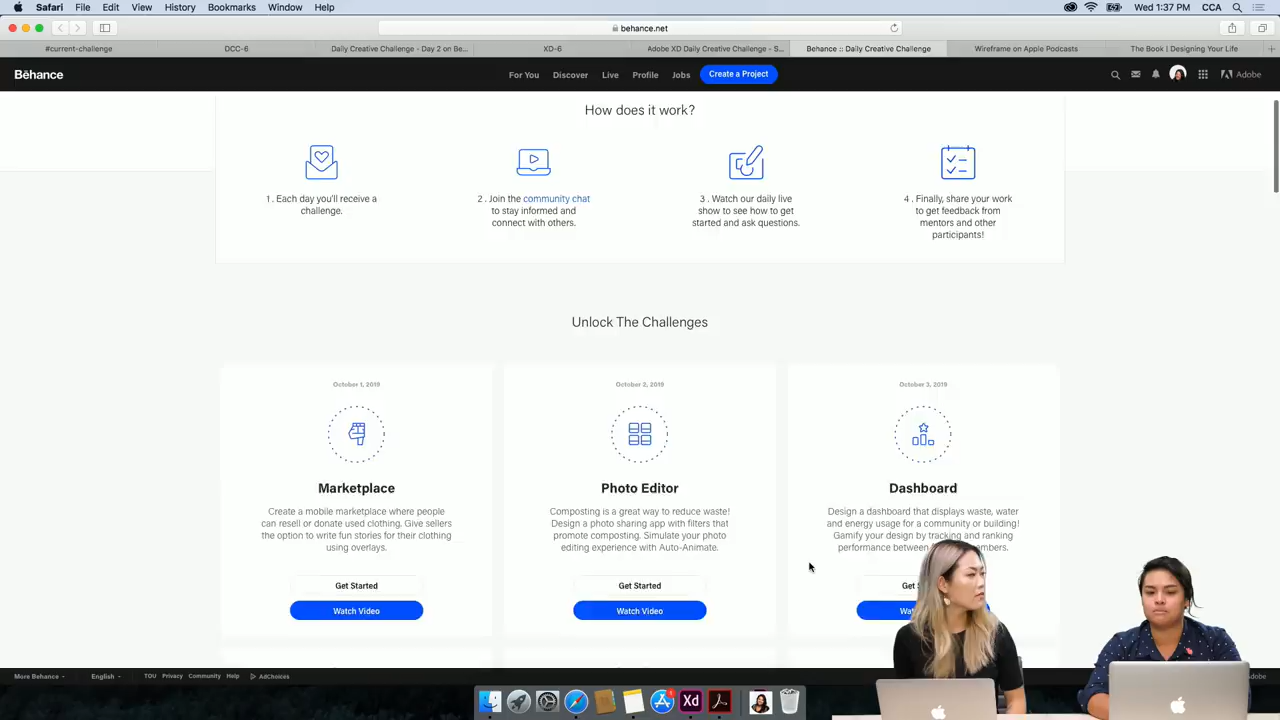 Safari File Edit View History Bookmarks Window Help Wed 1:37 PM CCA
behance.net
#current-challenge DCC-6 Daily Creative Challenge - Day 2 on Be... XD-6 Adobe XD Daily Creative Challenge - S... Behance :: Daily Creative Challenge Wireframe on Apple Podcasts The Book | Designing Your Life
Bēhance For You Discover Live Profile Jobs Create a Project Adobe
How does it work?
1 . Each day you'll receive a
challenge.
2 . Join the community chat
to stay informed and
connect with others.
3 . Watch our daily live
show to see how to get
started and ask questions.
4 . Finally, share your work
to get feedback from
mentors and other
participants!
Unlock The Challenges
October 1, 2019
Marketplace
Create a mobile marketplace where people
can resell or donate used clothing. Give sellers
the option to write fun stories for their clothing
using overlays.
Get Started
Watch Video
October 2, 2019
Photo Editor
Composting is a great way to reduce waste!
Design a photo sharing app with filters that
promote composting. Simulate your photo
editing experience with Auto-Animate.
Get Started
Watch Video
October 3, 2019
Dashboard
Design a dashboard that displays waste, water
and energy usage for a community or building!
Gamify your design by tracking and ranking
performance between
More Behance English TOU Privacy Community Help AdChoices
Xd